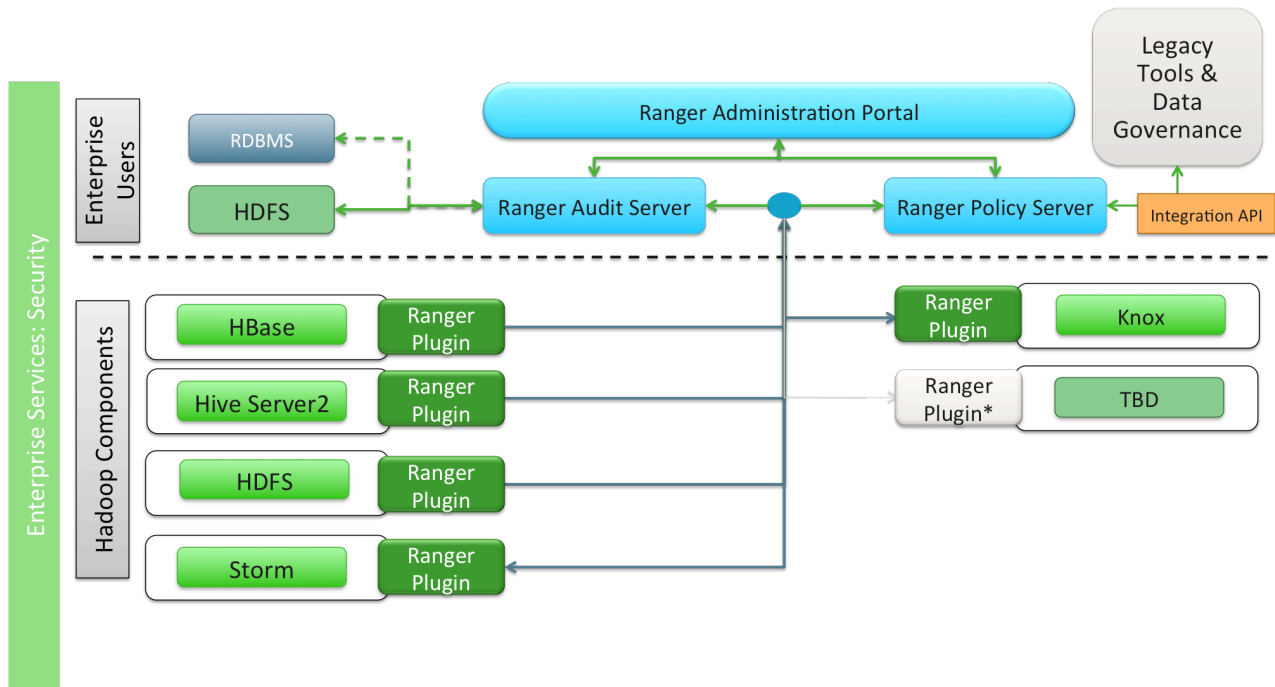 Enterprise Services: Security
Enterprise
Users
RDBMS
HDFS
Ranger Administration Portal
Ranger Audit Server
Ranger Policy Server
Legacy
Tools &
Data
Governance
Integration API
Hadoop Components
HBase
Ranger
Plugin
Hive Server2
Ranger
Plugin
HDFS
Ranger
Plugin
Storm
Ranger
Plugin
Ranger
Plugin
Knox
Ranger
Plugin*
TBD